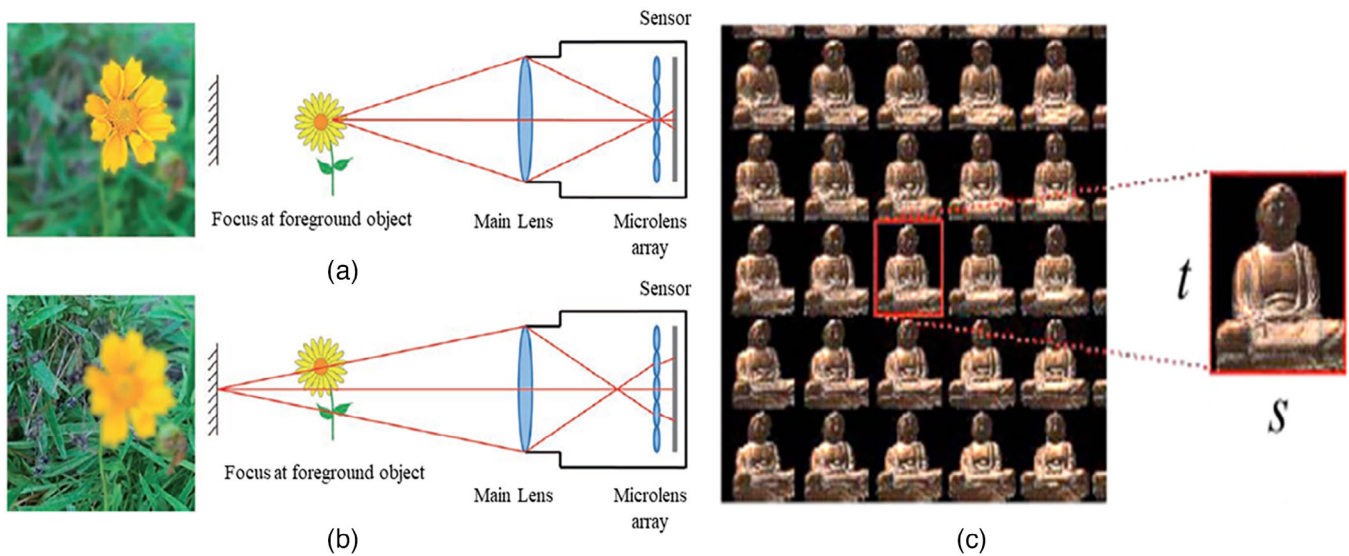 Sensor
Focus at foreground object
Main Lens
Microlens
array
(a)
Sensor
Focus at foreground object
Main Lens
Microlens
array
(b)
t
s
(c)